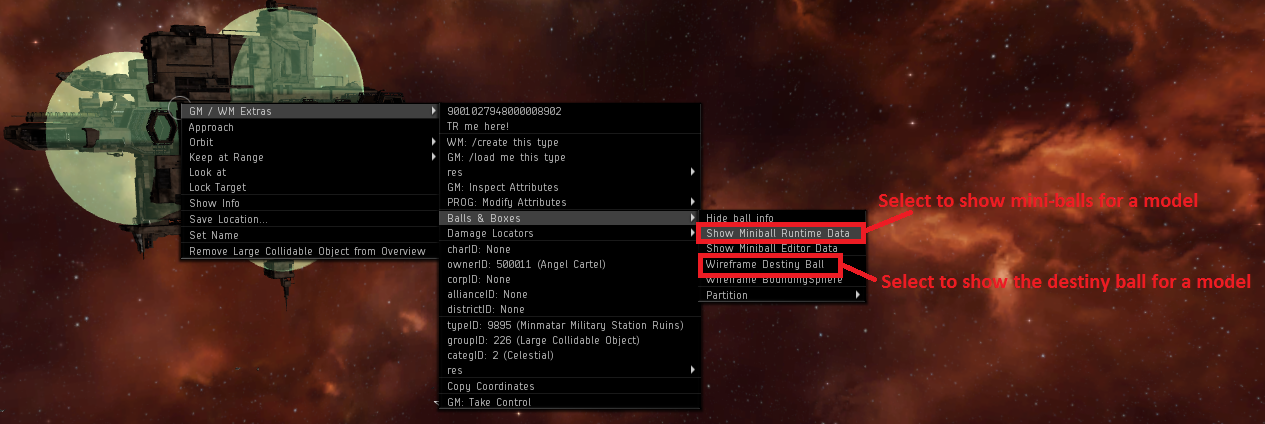 GM / WM Extras
Approach
Orbit
Keep at Range
Look at
Lock Target
Show Info
Save Location...
Set Name
Remove Large Collidable Object from Overview
9001027948000008902
TR me here!
WM: /create this type
GM: /load me this type
res
GM: Inspect Attributes
PROG: Modify Attributes
Balls & Boxes
Damage Locators
charID: None
ownerID: 500011 (Angel Cartel)
corpID: None
allianceID: None
districtID: None
typeID: 9895 (Minmatar Military Station Ruins)
groupID: 226 (Large Collidable Object)
categID: 2 (Celestial)
res
Copy Coordinates
GM: Take Control
Hide ball info
Show Miniball Runtime Data
Show Miniball Editor Data
Wireframe Destiny Ball
Wireframe BoundingSphere
Partition
Select to show mini-balls for a model
Select to show the destiny ball for a model